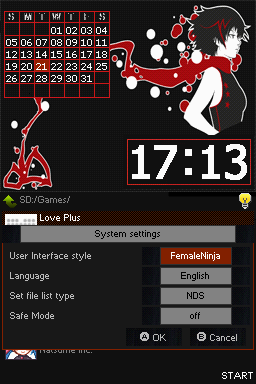 S M T W T F S
01 02 03 04
05 06 07 08 09 10 11
12 13 14 15 16 17 18
19 20 21 22 23 24 25
26 27 28 29 30 31
17:13
SD:/Games/
Love Plus
System settings
User Interface style FemaleNinja
Language English
Set file list type NDS
Safe Mode off
A OK B Cancel
Natsume Inc.
START